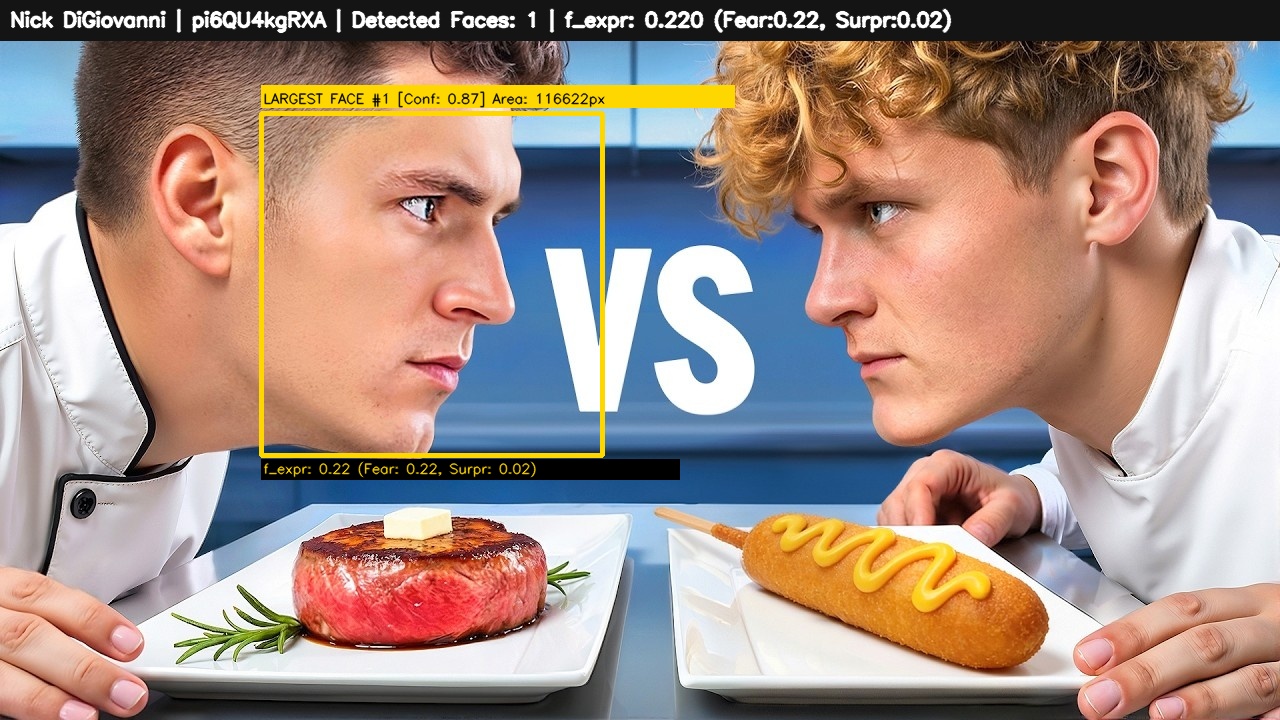 Nick DiGiovanni | pi6QU4kgRXA | Detected Faces: 1 | f_expr: 0.220 (Fear:0.22, Surpr:0.02)
LARGEST FACE #1 [Conf: 0.87] Area: 116622px
VS
f_expr: 0.22 (Fear: 0.22, Surpr: 0.02)